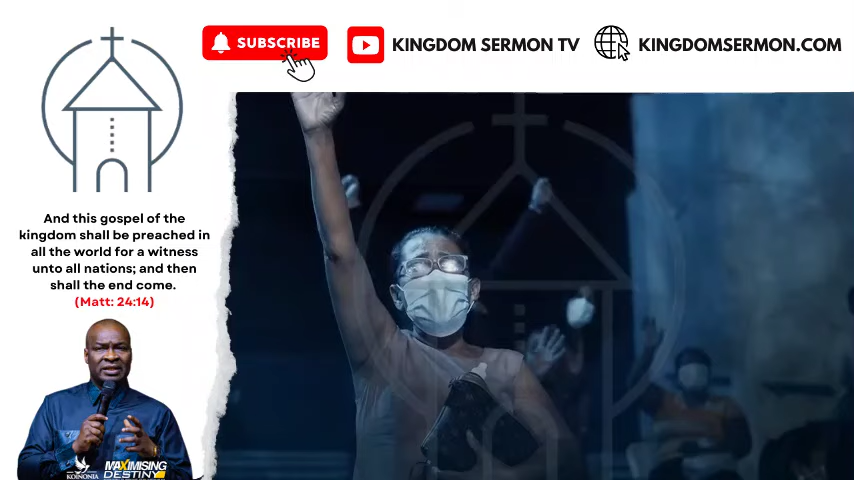 SUBSCRIBE
KINGDOM SERMON TV
KINGDOMSERMON.COM
And this gospel of the
kingdom shall be preached in
all the world for a witness
unto all nations; and then
shall the end come.
(Matt: 24:14)
KOINONIA
MAXIMISING
DESTINY